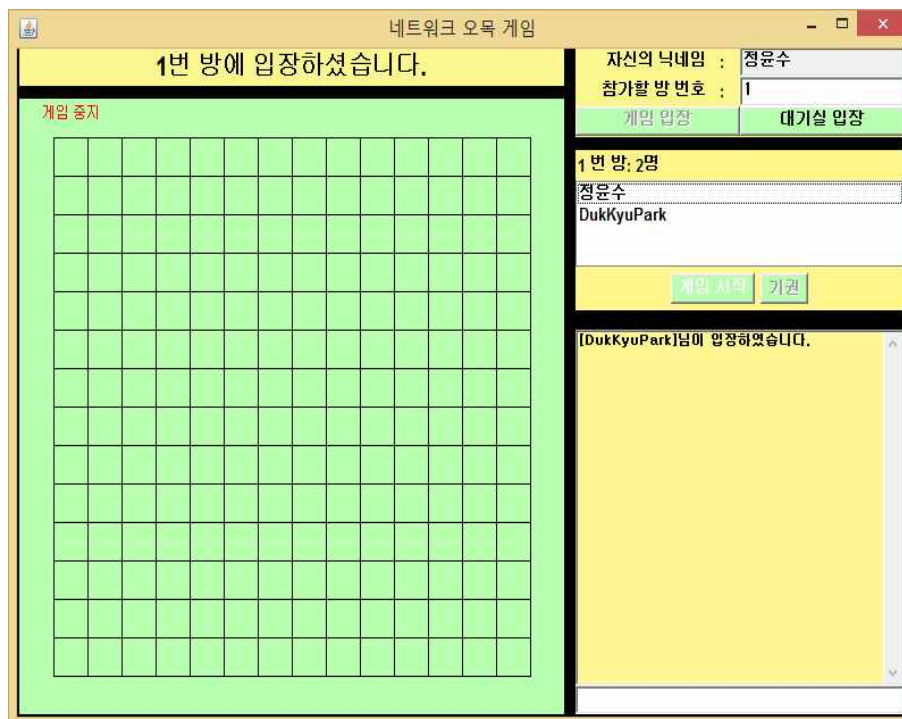 네트워크 오목 게임
1번 방에 입장하셨습니다.
게임 중지
자신의 닉네임 : 정윤수
참가할 방 번호 : 1
게임 입장 대기실 입장
1 번 방: 2명
정윤수
DukKyuPark
게임 시작 기권
[DukKyuPark]님이 입장하였습니다.